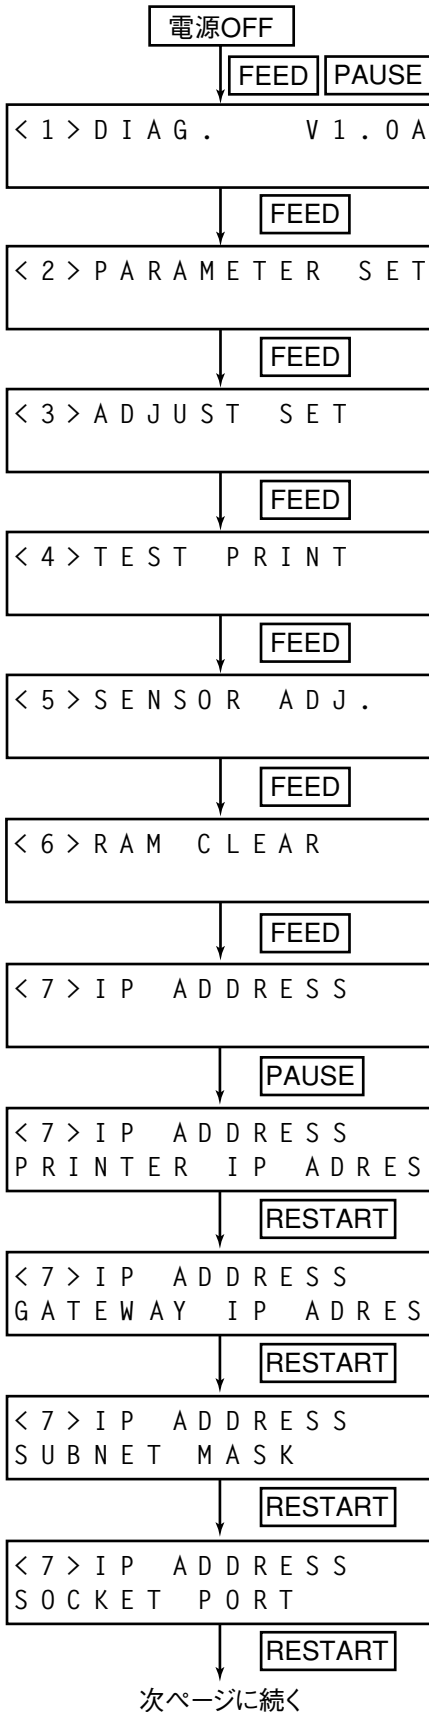 電源OFF
FEED PAUSE
<1>DIAG. V1.0A
FEED
<2>PARAMETER SET
FEED
<3>ADJUST SET
FEED
<4>TEST PRINT
FEED
<5>SENSOR ADJ.
FEED
<6>RAM CLEAR
FEED
<7>IP ADDRESS
PAUSE
<7>IP ADDRESS
PRINTER IP ADRES
RESTART
<7>IP ADDRESS
GATEWAY IP ADRES
RESTART
<7>IP ADDRESS
SUBNET MASK
RESTART
<7>IP ADDRESS
SOCKET PORT
RESTART
次ページに続く